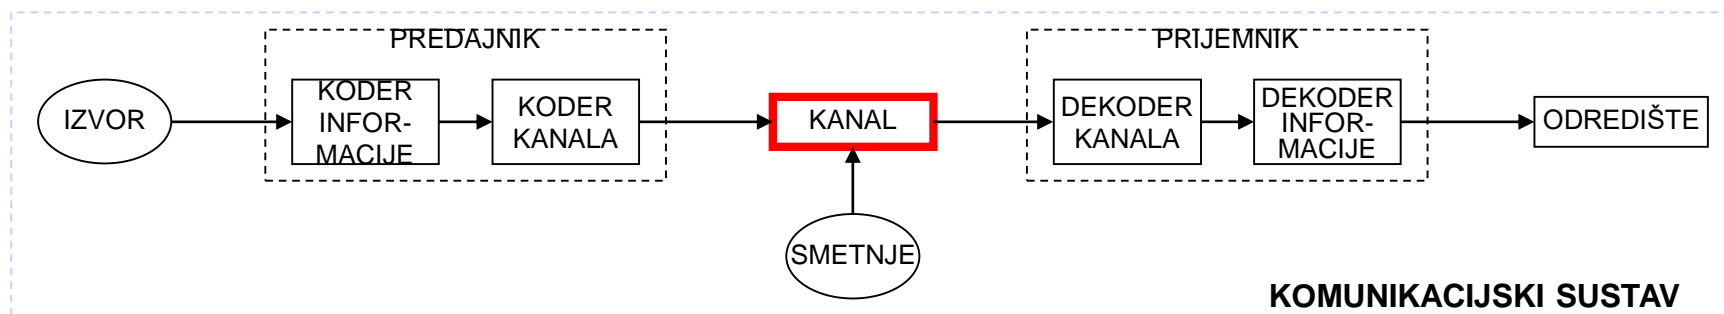 PREDAJNIK
PRIJEMNIK
IZVOR
KODER
INFOR-
MACIJE
KODER
KANALA
KANAL
DEKODER
KANALA
DEKODER
INFOR-
MACIJE
ODREDIŠTE
SMETNJE
KOMUNIKACIJSKI SUSTAV